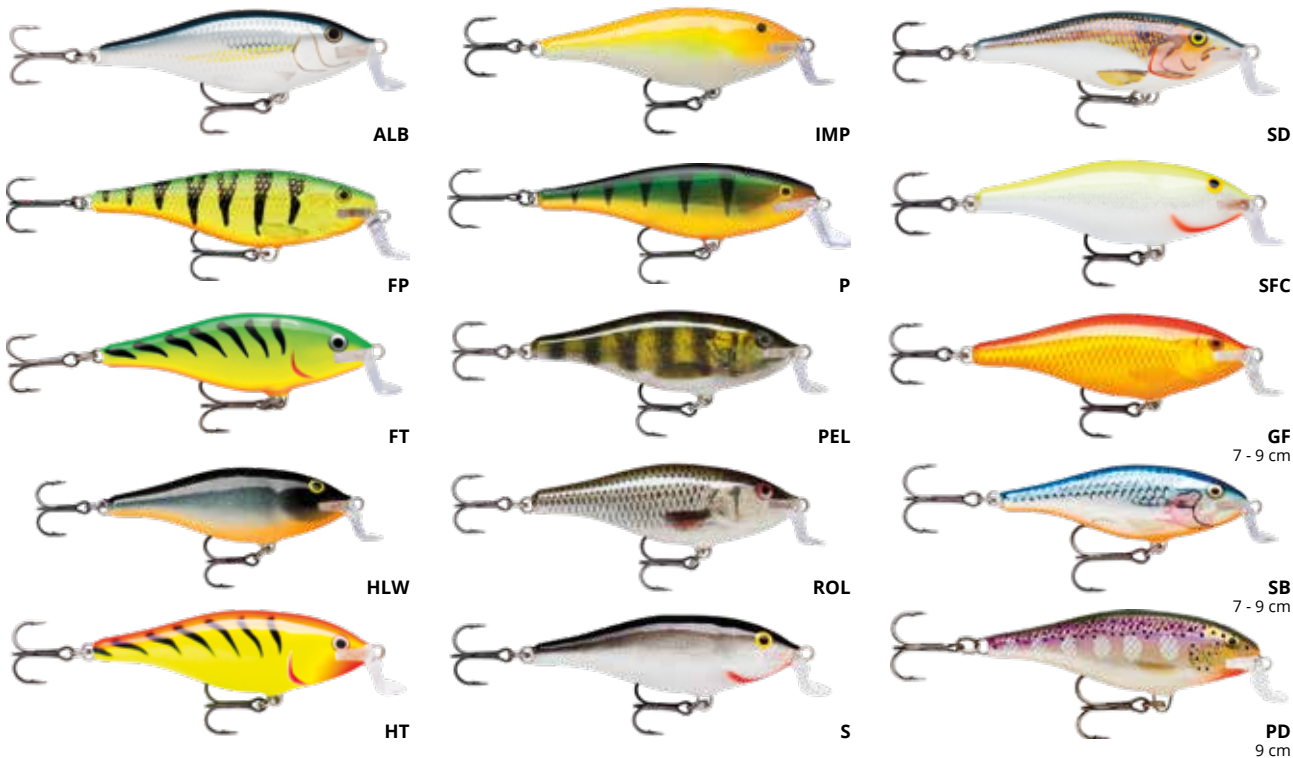 ALB
IMP
SD
FP
P
SFC
FT
PEL
GF
7 - 9 cm
HLW
ROL
SB
7 - 9 cm
HT
S
PD
9 cm